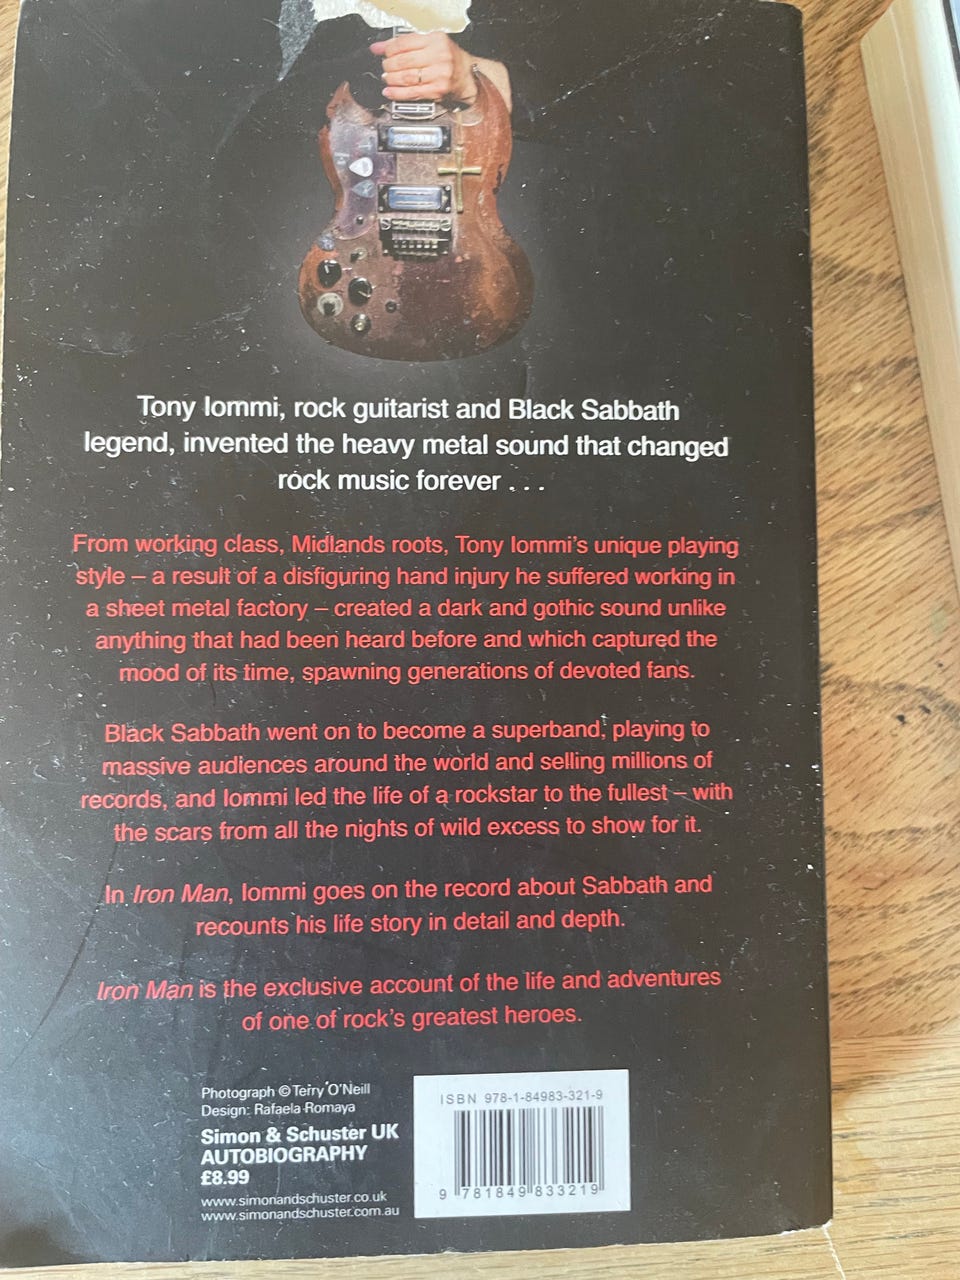 Tony Iommi, rock guitarist and Black Sabbath
legend, invented the heavy metal sound that changed
rock music forever . . .
From working class, Midlands roots, Tony Iommi's unique playing
style – a result of a disfiguring hand injury he suffered working in
a sheet metal factory – created a dark and gothic sound unlike
anything that had been heard before and which captured the
mood of its time, spawning generations of devoted fans.
Black Sabbath went on to become a superband, playing to
massive audiences around the world and selling millions of
records, and Iommi led the life of a rockstar to the fullest – with
the scars from all the nights of wild excess to show for it.
In Iron Man, Iommi goes on the record about Sabbath and
recounts his life story in detail and depth.
Iron Man is the exclusive account of the life and adventures
of one of rock's greatest heroes.
Photograph © Terry O'Neill
Design: Rafaela Romaya
Simon & Schuster UK
AUTOBIOGRAPHY
£8.99
www.simonandschuster.co.uk
www.simonandschuster.com.au
ISBN 978-1-84983-321-9
9 781849 833219